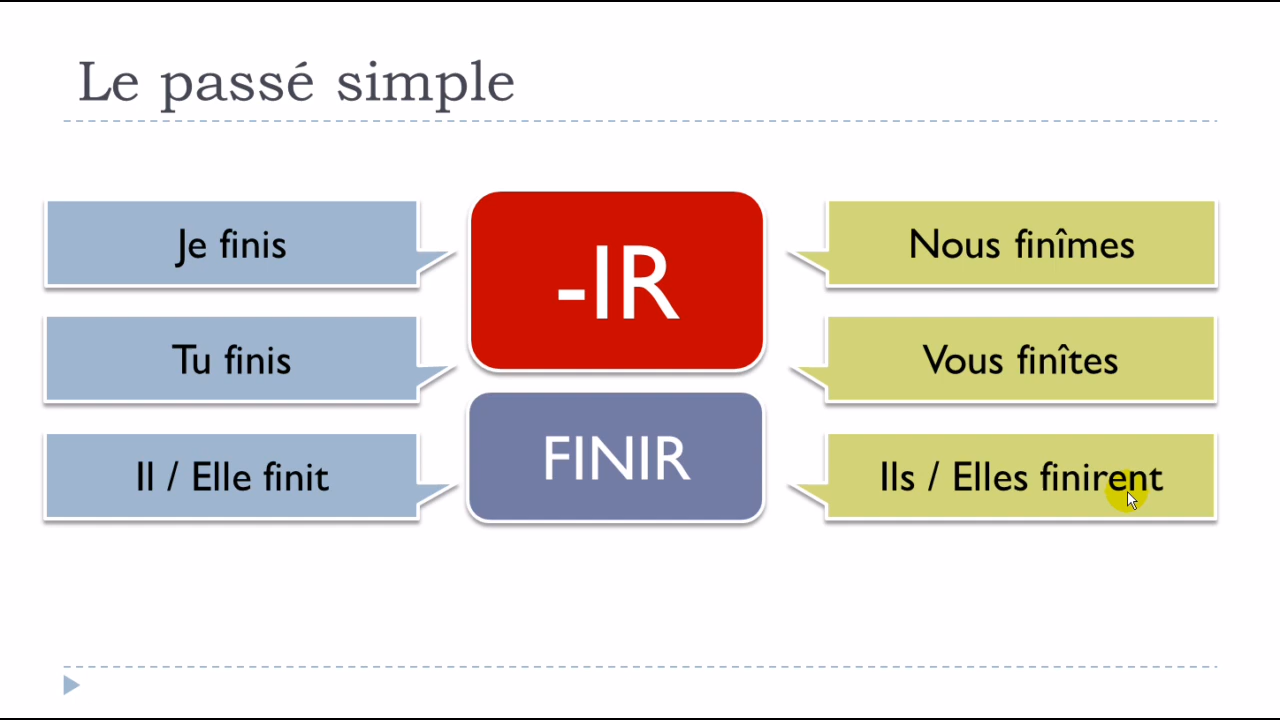 Le passé simple
Je finis
Tu finis
Il / Elle finit
-IR
FINIR
Nous finîmes
Vous finîtes
Ils / Elles finirent